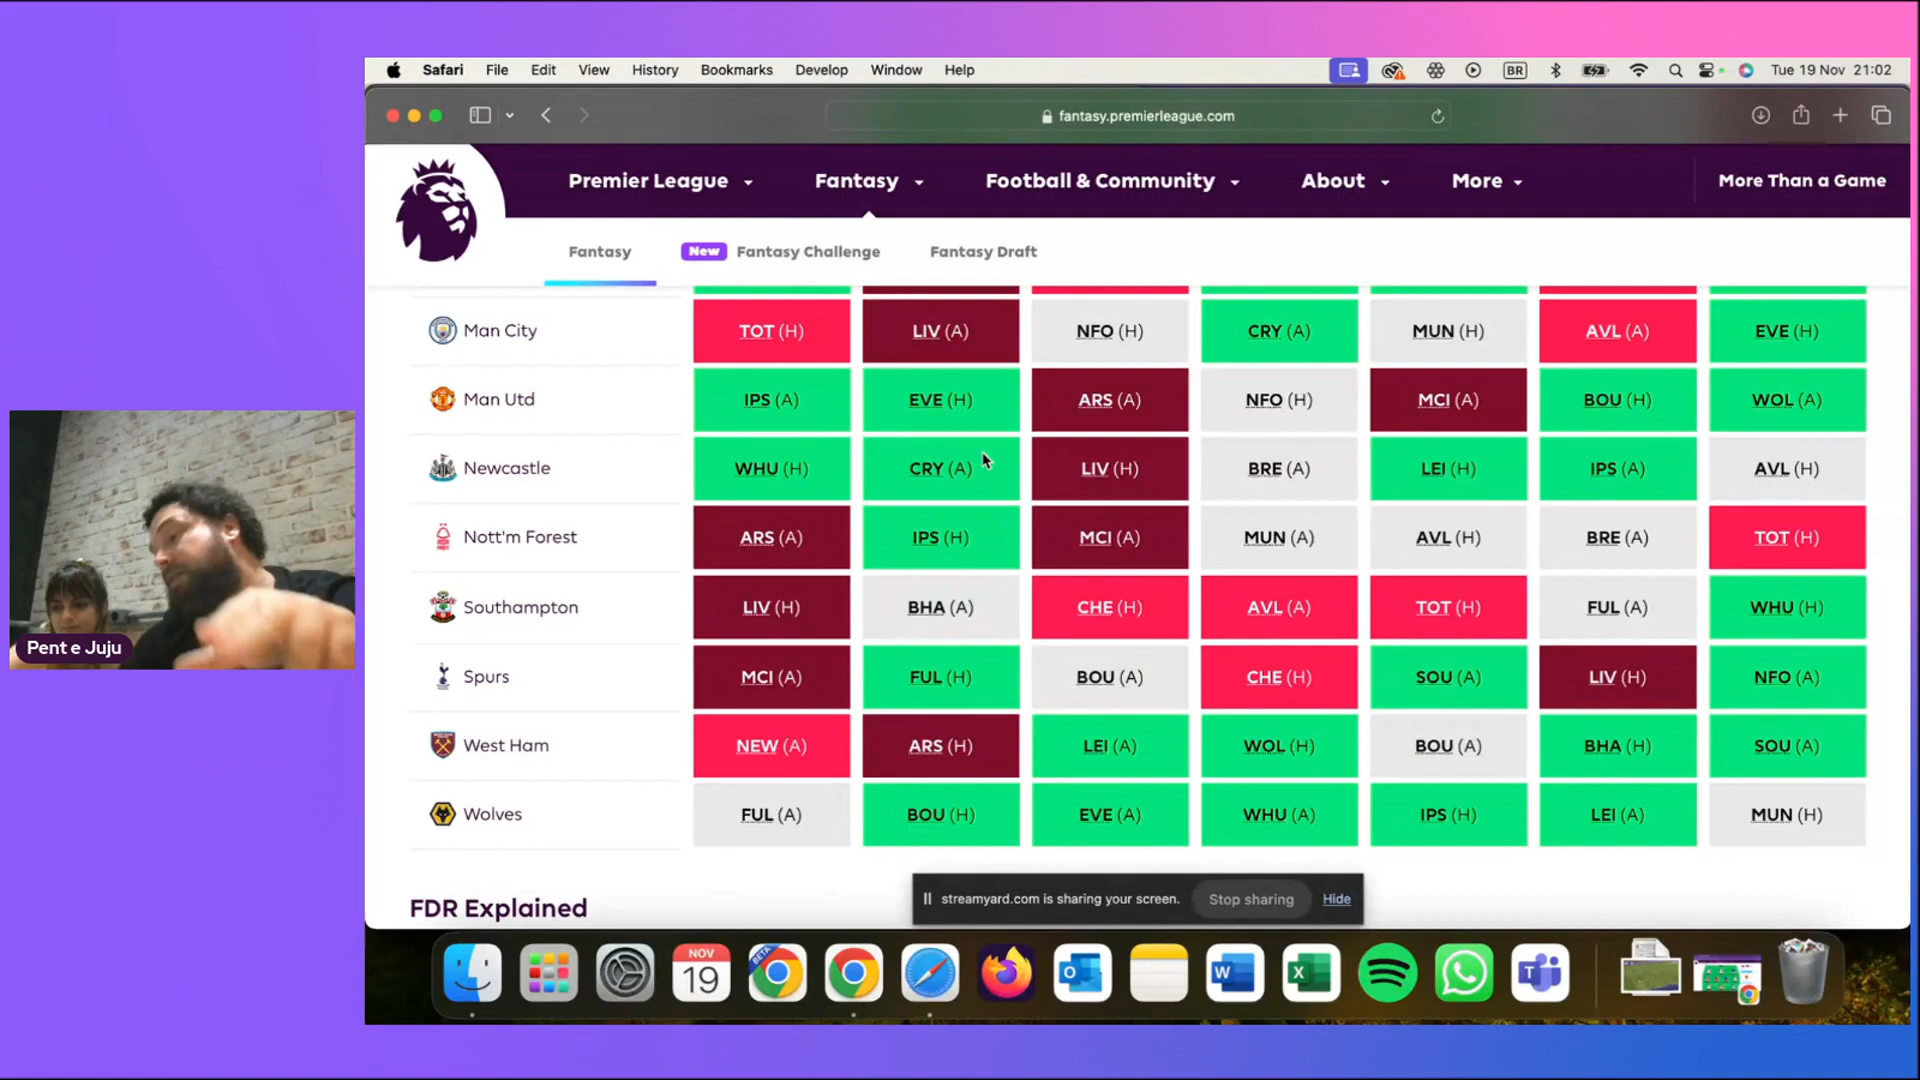 Safari File Edit View History Bookmarks Develop Window Help BR Tue 19 Nov 21:02
fantasy.premierleague.com
Premier League Fantasy Football & Community About More More Than a Game
Fantasy New Fantasy Challenge Fantasy Draft
Man City TOT (H) LIV (A) NFO (H) CRY (A) MUN (H) AVL (A) EVE (H)
Man Utd IPS (A) EVE (H) ARS (A) NFO (H) MCI (A) BOU (H) WOL (A)
Newcastle WHU (H) CRY (A) LIV (H) BRE (A) LEI (H) IPS (A) AVL (H)
Nott'm Forest ARS (A) IPS (H) MCI (A) MUN (A) AVL (H) BRE (A) TOT (H)
Southampton LIV (H) BHA (A) CHE (H) AVL (A) TOT (H) FUL (A) WHU (H)
Pent e Juju
Spurs MCI (A) FUL (H) BOU (A) CHE (H) SOU (A) LIV (H) NFO (A)
West Ham NEW (A) ARS (H) LEI (A) WOL (H) BOU (A) BHA (H) SOU (A)
Wolves FUL (A) BOU (H) EVE (A) WHU (A) IPS (H) LEI (A) MUN (H)
FDR Explained
streamyard.com is sharing your screen. Stop sharing Hide
NOV
19
BETA
O
W
X
T